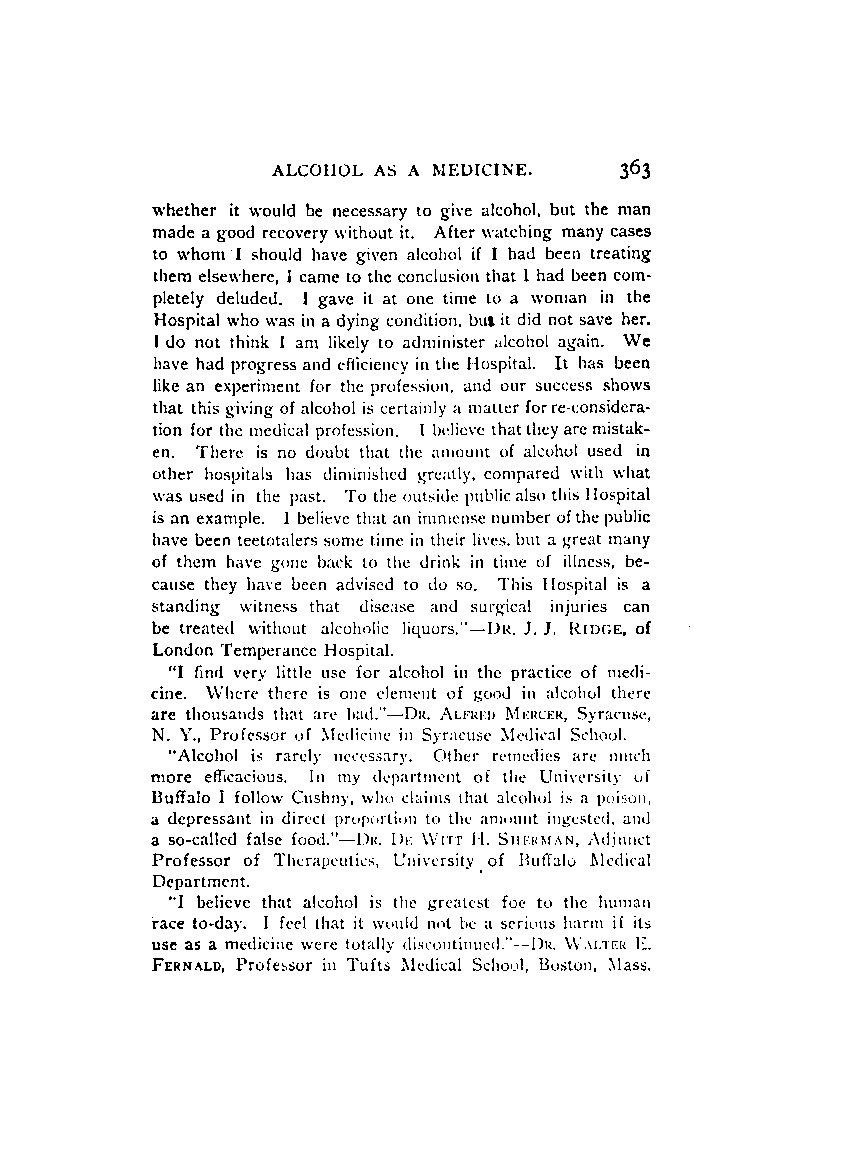 ALCOHOL AS A MEDICINE. 363
whether it would be necessary to give alcohol, but the man
made a good recovery without it. After watching many cases
to whom I should have given alcohol if I had been treating
them elsewhere, I came to the conclusion that I had been com-
pletely deluded. I gave it at one time to a woman in the
Hospital who was in a dying condition, but it did not save her.
I do not think I am likely to administer alcohol again. We
have had progress and efficiency in the Hospital. It has been
like an experiment for the profession, and our success shows
that this giving of alcohol is certainly a matter for re-considera-
tion for the medical profession. I believe that they are mistak-
en. There is no doubt that the amount of alcohol used in
other hospitals has diminished greatly, compared with what
was used in the past. To the outside public also this Hospital
is an example. I believe that an immense number of the public
have been teetotalers some time in their lives, but a great many
of them have gone back to the drink in time of illness, be-
cause they have been advised to do so. This Hospital is a
standing witness that disease and surgical injuries can
be treated without alcoholic liquors."—DR. J. J. RIDGE, of
London Temperance Hospital.
"I find very little use for alcohol in the practice of medi-
cine. Where there is one element of good in alcohol there
are thousands that are bad."—DR. ALFRED MERCER, Syracuse,
N. Y., Professor of Medicine in Syracuse Medical School.
"Alcohol is rarely necessary. Other remedies are much
more efficacious. In my department of the University of
Buffalo I follow Cushny, who claims that alcohol is a poison,
a depressant in direct proportion to the amount ingested, and
a so-called false food."—DR. DE WITT H. SHERMAN, Adjunct
Professor of Therapeutics, University of Buffalo Medical
Department.
"I believe that alcohol is the greatest foe to the human
race to-day. I feel that it would not be a serious harm if its
use as a medicine were totally discontinued."--DR. WALTER E.
FERNALD, Professor in Tufts Medical School, Boston, Mass.